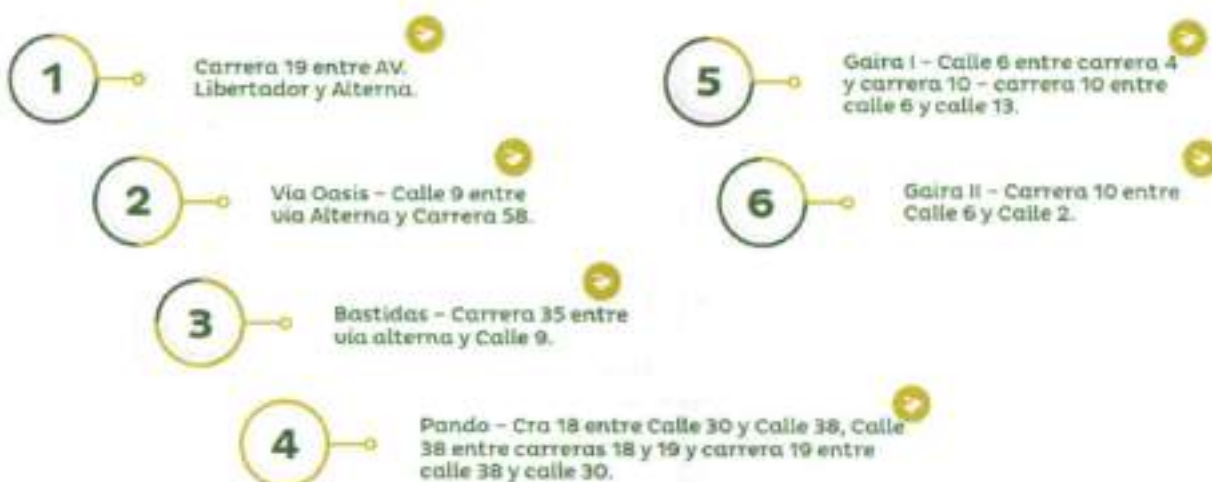 1
Carrera 19 entre AV.
Libertador y Alterna.
2
Vía Oasis – Calle 9 entre
vía Alterna y Carrera 58.
3
Bastidas – Carrera 35 entre
vía alterna y Calle 9.
4
Pando – Cra 18 entre Calle 30 y Calle 38, Calle
38 entre carreras 18 y 19 y carrera 19 entre
calle 38 y calle 30.
5
Gaira I – Calle 6 entre carrera 4
y carrera 10 – carrera 10 entre
calle 6 y calle 13.
6
Gaira II – Carrera 10 entre
Calle 6 y Calle 2.